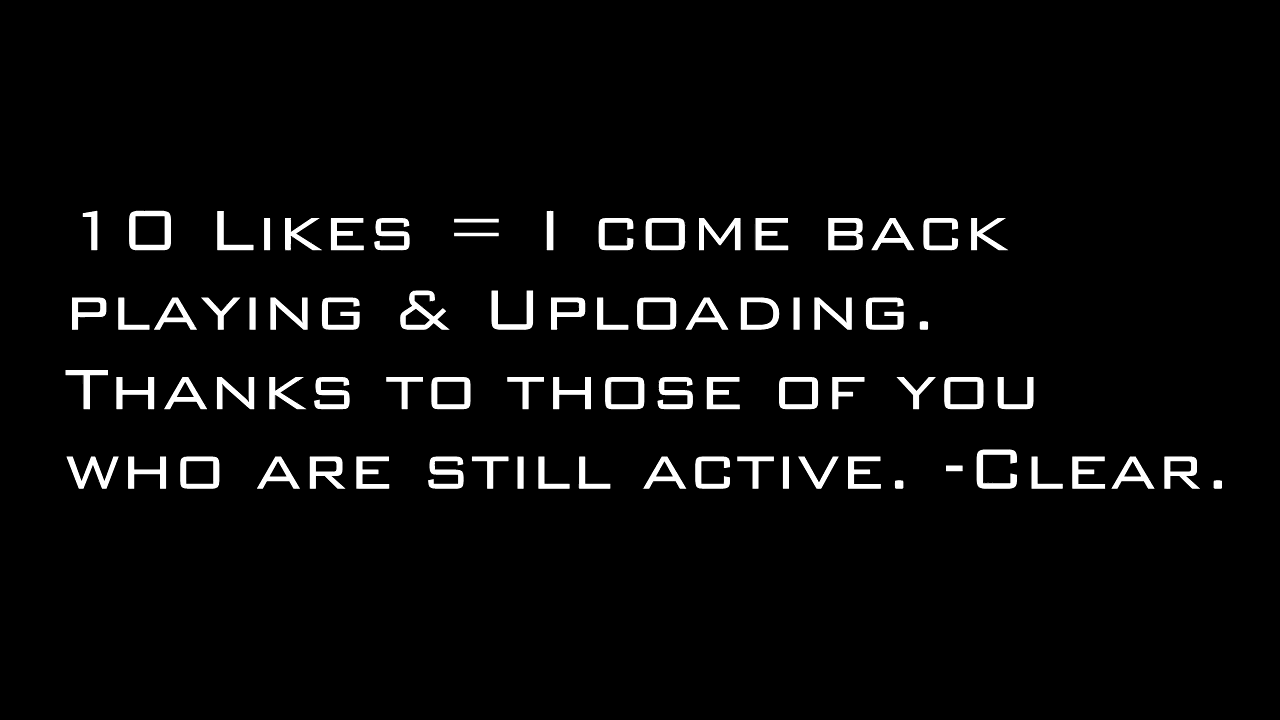 10 Likes = I come back
playing & Uploading.
Thanks to those of you
who are still active. -Clear.